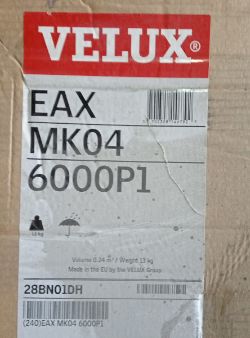 VELUX®
EAX
MK04
6000P1
Volume 0.24 m³ / Weight 13 kg
Made in the EU by the VELUX Group
28BN01DH
(240)EAX MK04 6000P1